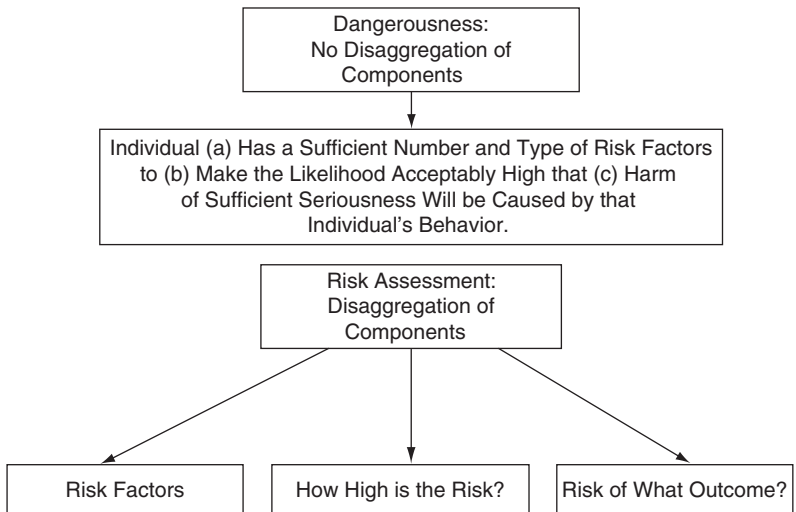 Dangerousness:
No Disaggregation of
Components
Individual (a) Has a Sufficient Number and Type of Risk Factors
to (b) Make the Likelihood Acceptably High that (c) Harm
of Sufficient Seriousness Will be Caused by that
Individual's Behavior.
Risk Assessment:
Disaggregation of
Components
Risk Factors
How High is the Risk?
Risk of What Outcome?